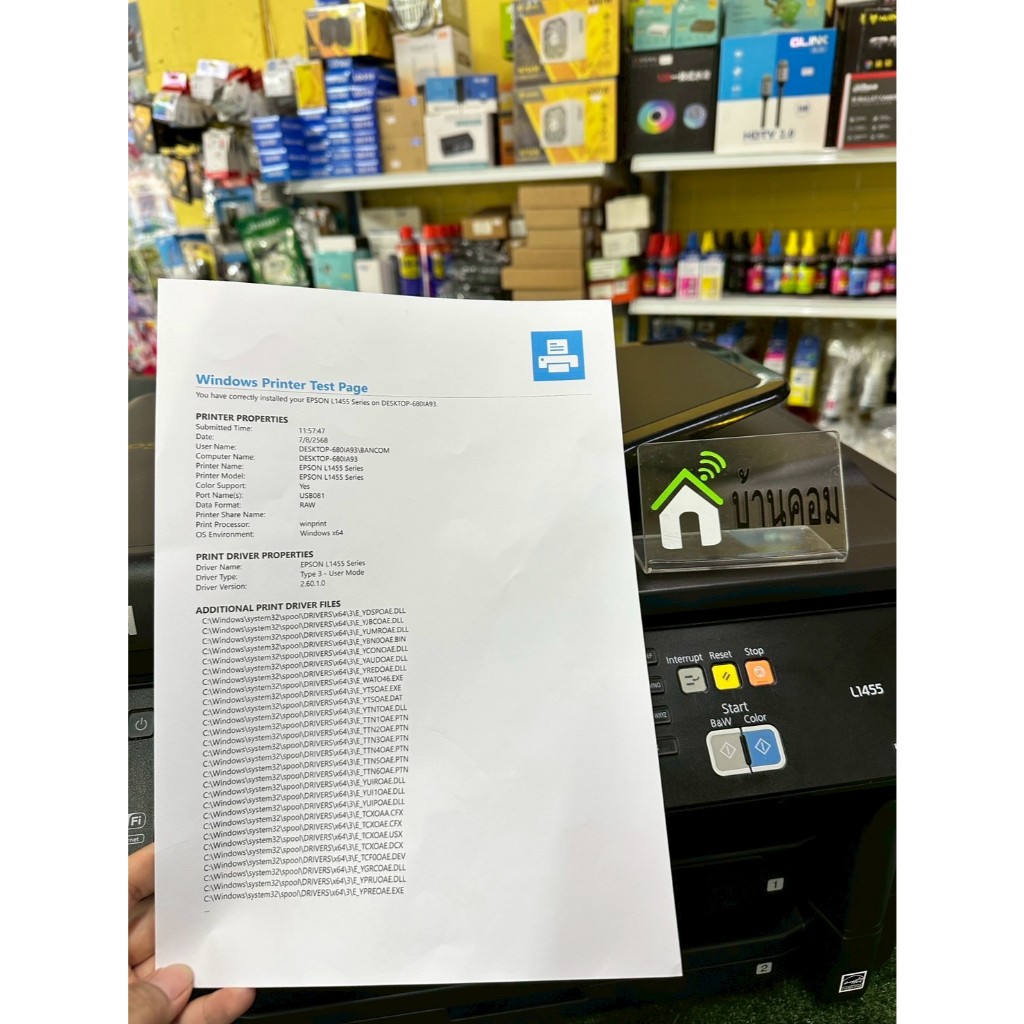 GLINK
HDTV 2.0
Windows Printer Test Page
You have correctly installed your EPSON L1455 Series on DESKTOP-680IA93.
PRINTER PROPERTIES
Submitted Time: 11:57:47
Date: 7/8/2568
User Name: DESKTOP-680IA93\BANCOM
Computer Name: DESKTOP-680IA93
Printer Name: EPSON L1455 Series
Printer Model: EPSON L1455 Series
Color Support: Yes
Port Name(s): USB081
Data Format: RAW
Printer Share Name:
Print Processor: winprint
OS Environment: Windows x64
PRINT DRIVER PROPERTIES
Driver Name: EPSON L1455 Series
Driver Type: Type 3 - User Mode
Driver Version: 2.60.1.0
ADDITIONAL PRINT DRIVER FILES
C:\Windows\system32\spool\DRIVERS\x64\3\E_YDSPOAE.DLL
C:\Windows\system32\spool\DRIVERS\x64\3\E_YJBCOAE.DLL
C:\Windows\system32\spool\DRIVERS\x64\3\E_YUMROAE.DLL
C:\Windows\system32\spool\DRIVERS\x64\3\E_YBN0OAE.BIN
C:\Windows\system32\spool\DRIVERS\x64\3\E_YCONOAE.DLL
C:\Windows\system32\spool\DRIVERS\x64\3\E_YAUDOAE.DLL
C:\Windows\system32\spool\DRIVERS\x64\3\E_YREDOAE.DLL
C:\Windows\system32\spool\DRIVERS\x64\3\E_WATO46.EXE
C:\Windows\system32\spool\DRIVERS\x64\3\E_YTSOAE.EXE
C:\Windows\system32\spool\DRIVERS\x64\3\E_YTSOAE.DAT
C:\Windows\system32\spool\DRIVERS\x64\3\E_YTNTOAE.DLL
C:\Windows\system32\spool\DRIVERS\x64\3\E_TTN1OAE.PTN
C:\Windows\system32\spool\DRIVERS\x64\3\E_TTN2OAE.PTN
C:\Windows\system32\spool\DRIVERS\x64\3\E_TTN3OAE.PTN
C:\Windows\system32\spool\DRIVERS\x64\3\E_TTN4OAE.PTN
C:\Windows\system32\spool\DRIVERS\x64\3\E_TTN5OAE.PTN
C:\Windows\system32\spool\DRIVERS\x64\3\E_TTN6OAE.PTN
C:\Windows\system32\spool\DRIVERS\x64\3\E_YUIROAE.DLL
C:\Windows\system32\spool\DRIVERS\x64\3\E_YUI1OAE.DLL
C:\Windows\system32\spool\DRIVERS\x64\3\E_YUIPOAE.DLL
C:\Windows\system32\spool\DRIVERS\x64\3\E_TCXOAA.CFX
C:\Windows\system32\spool\DRIVERS\x64\3\E_TCXOAE.CFX
C:\Windows\system32\spool\DRIVERS\x64\3\E_TCXOAE.USX
C:\Windows\system32\spool\DRIVERS\x64\3\E_TCXOAE.DCX
C:\Windows\system32\spool\DRIVERS\x64\3\E_TCF0OAE.DEV
C:\Windows\system32\spool\DRIVERS\x64\3\E_YGRCOAE.DLL
C:\Windows\system32\spool\DRIVERS\x64\3\E_YPRUOAE.DLL
C:\Windows\system32\spool\DRIVERS\x64\3\E_YPREOAE.EXE
...
บ้านคอม
Interrupt Reset Stop
L1455
Start
B&W Color
1
2